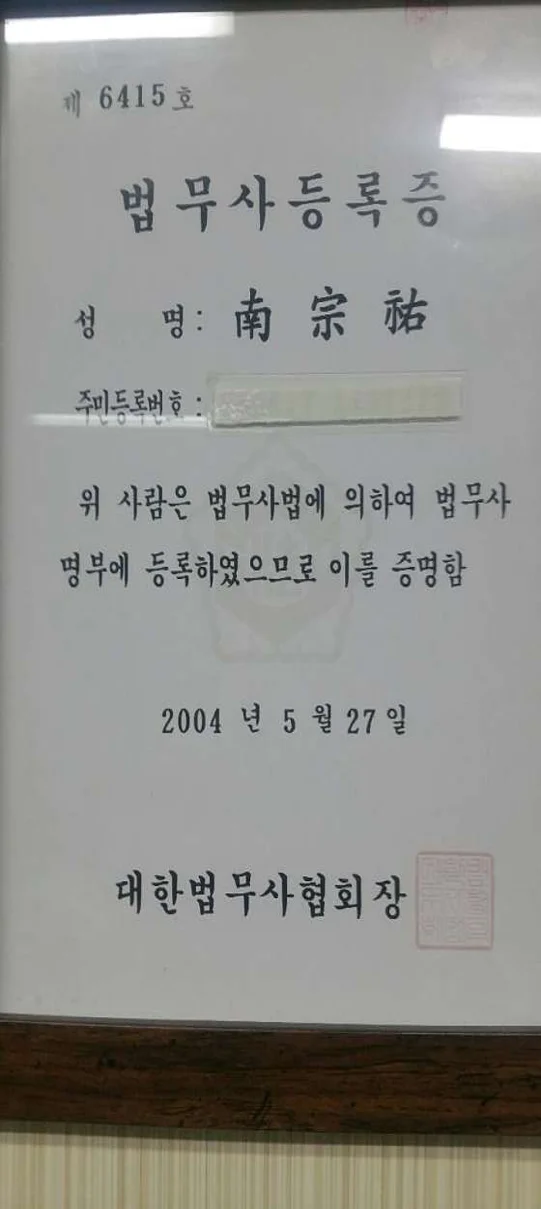 제 6415 호
법무사등록증
성 명: 南 宗 祐
주민등록번호 :
위 사람은 법무사법에 의하여 법무사
명부에 등록하였으므로 이를 증명함
2004 년 5 월 27 일
대한법무사협회장